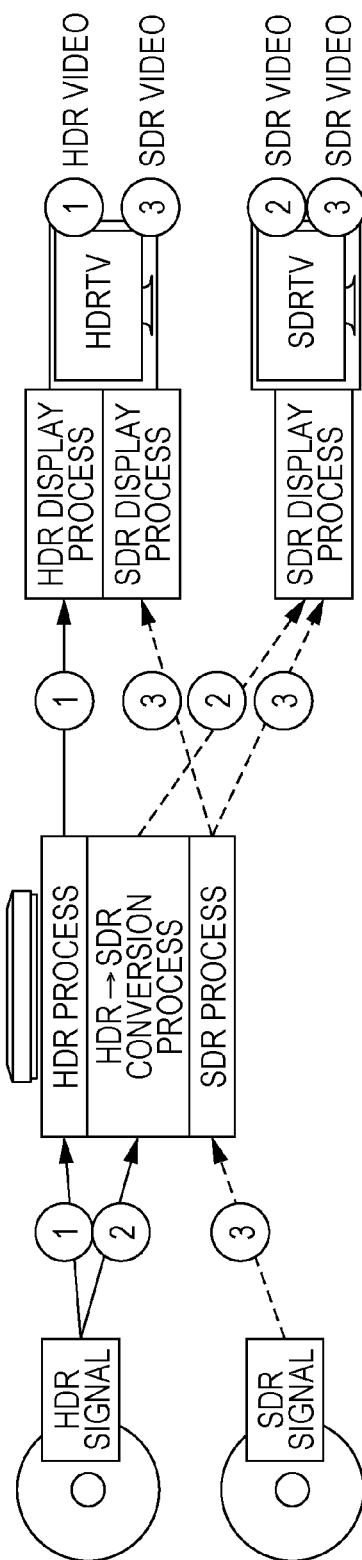 HDR
SIGNAL
SDR
SIGNAL
1
2
3
HDR PROCESS
HDR→SDR
CONVERSION
PROCESS
SDR PROCESS
1
3
2
3
HDR DISPLAY
PROCESS
SDR DISPLAY
PROCESS
SDR DISPLAY
PROCESS
HDRTV
SDRTV
1 HDR VIDEO
3 SDR VIDEO
2 SDR VIDEO
3 SDR VIDEO